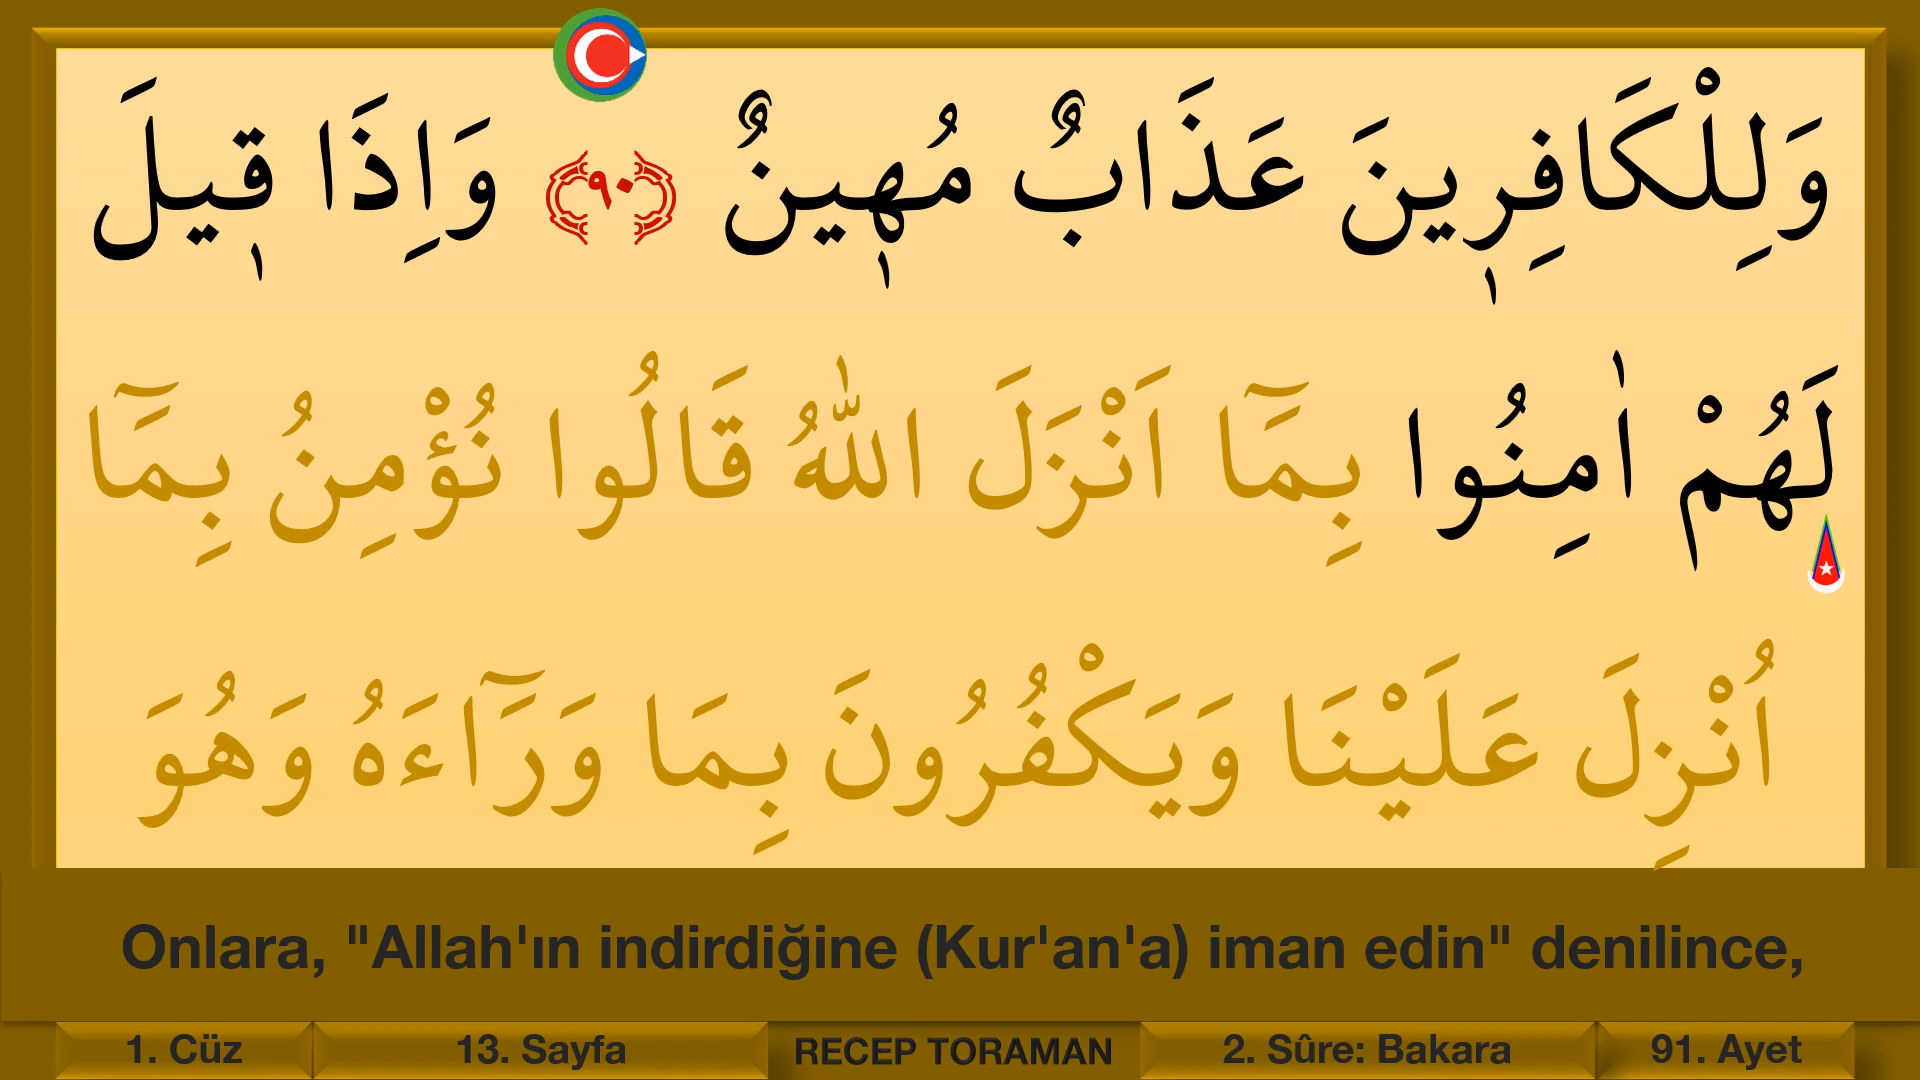 وَلِلْكَافِر۪ينَ عَذَابٌ مُه۪ينٌ ﴿٩٠﴾ وَاِذَا ق۪يلَ
لَهُمْ اٰمِنُوا بِمَٓا اَنْزَلَ اللّٰهُ قَالُوا نُؤْمِنُ بِمَٓا
اُنْزِلَ عَلَيْنَا وَيَكْفُرُونَ بِمَا وَرَٓاءَهُ وَهُوَ
Onlara, "Allah'ın indirdiğine (Kur'an'a) iman edin" denilince,
1. Cüz 13. Sayfa RECEP TORAMAN 2. Sûre: Bakara 91. Ayet